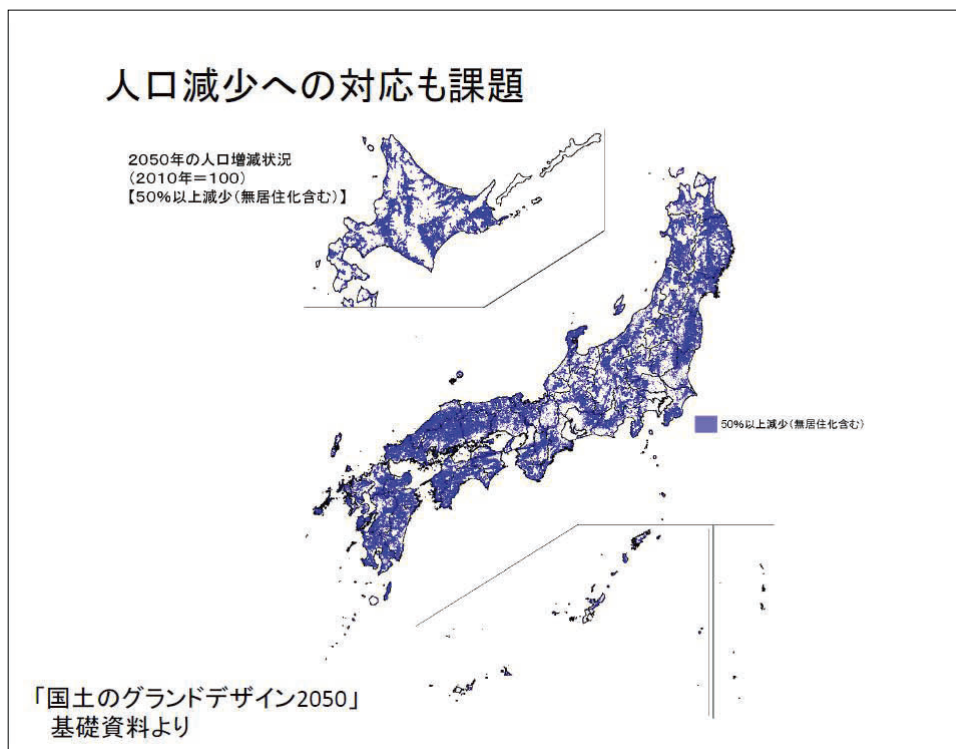 人口減少への対応も課題
2050年の人口増減状況
(2010年=100)
【50%以上減少(無居住化含む)】
50%以上減少(無居住化含む)
「国土のグランドデザイン2050」
基礎資料より